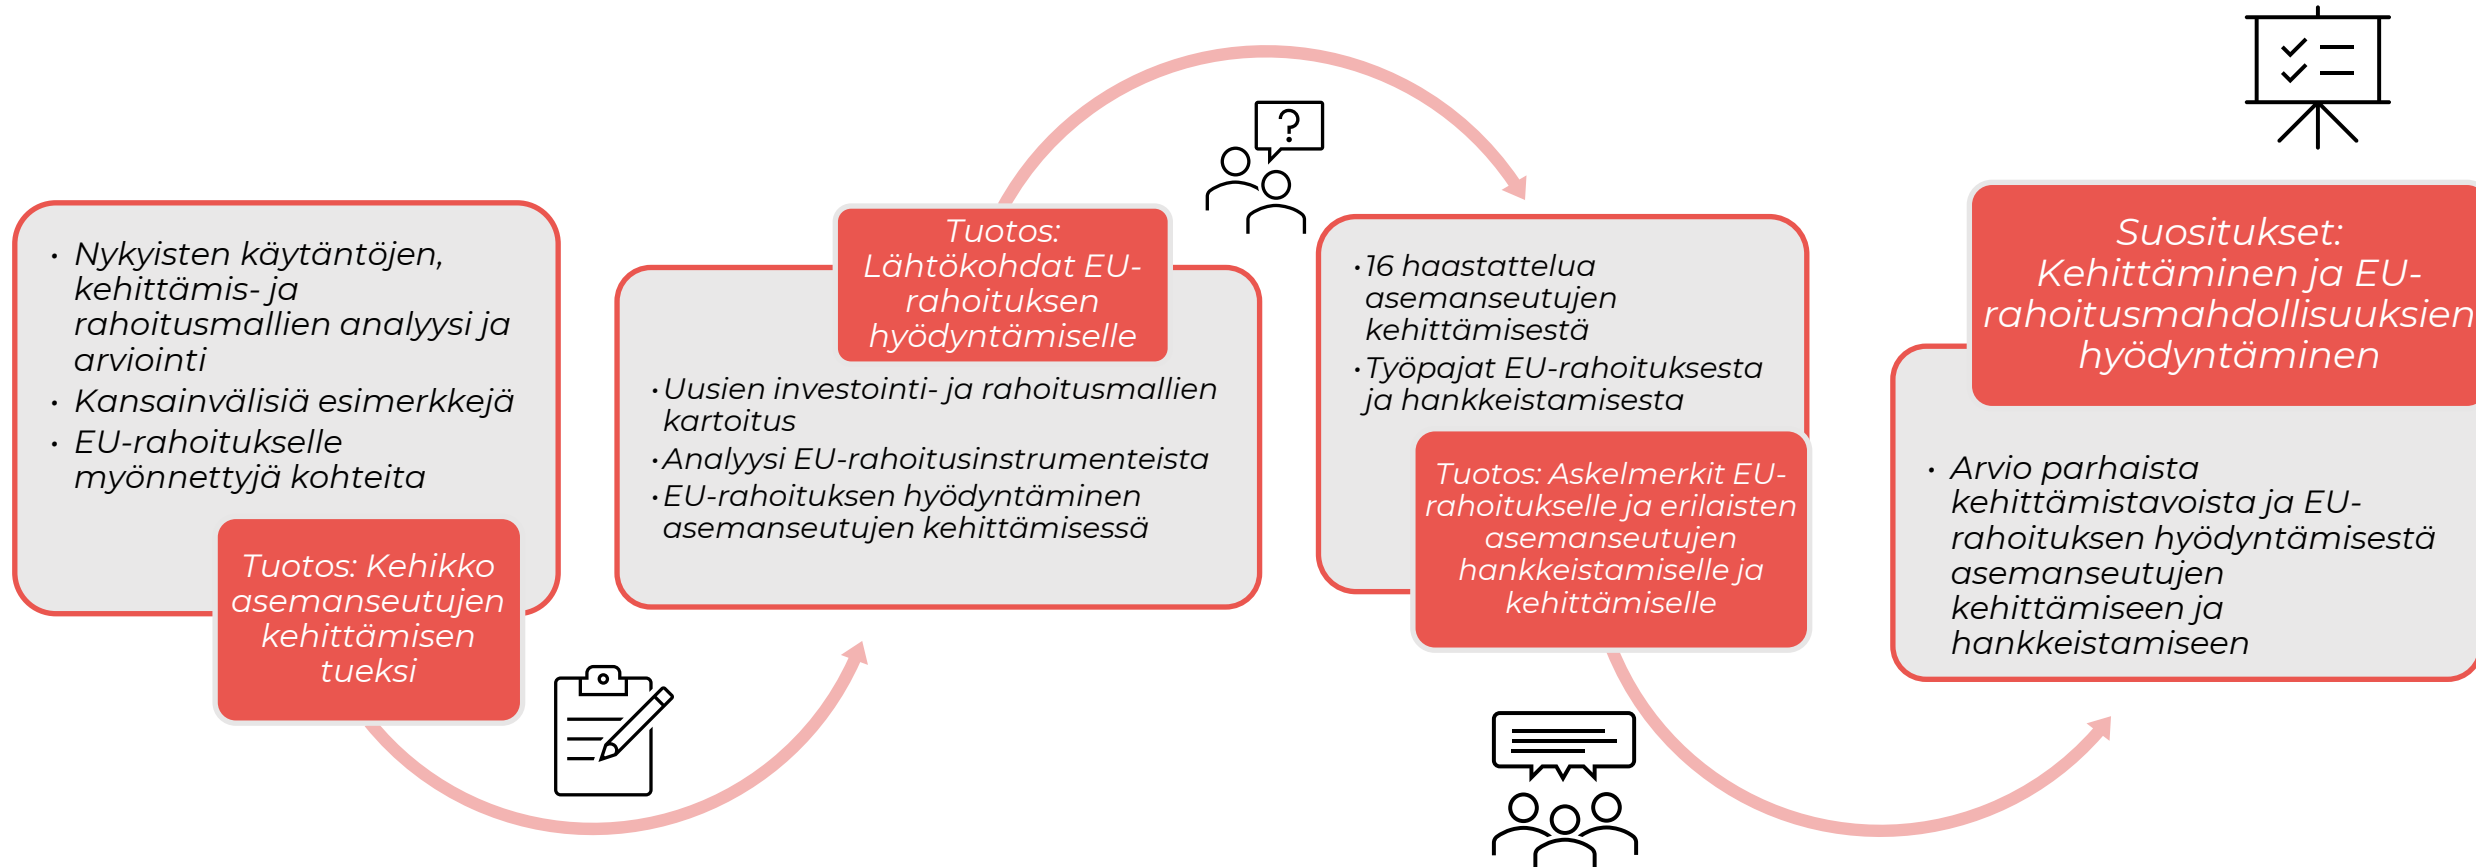 • Nykyisten käytäntöjen,
kehittämis- ja
rahoitusmallien analyysi ja
arviointi
• Kansainvälisiä esimerkkejä
• EU-rahoitukselle
myönnettyjä kohteita
Tuotos: Kehikko
asemanseutujen
kehittämisen
tueksi
Tuotos:
Lähtökohdat EU-
rahoituksen
hyödyntämiselle
• Uusien investointi- ja rahoitusmallien
kartoitus
• Analyysi EU-rahoitusinstrumenteista
• EU-rahoituksen hyödyntäminen
asemanseutujen kehittämisessä
?
• 16 haastattelua
asemanseutujen
kehittämisestä
• Työpajat EU-rahoituksesta
ja hankkeistamisesta
Tuotos: Askelmerkit EU-
rahoitukselle ja erilaisten
asemanseutujen
hankkeistamiselle ja
kehittämiselle
Suositukset:
Kehittäminen ja EU-
rahoitusmahdollisuuksien
hyödyntäminen
• Arvio parhaista
kehittämistavoista ja EU-
rahoituksen hyödyntämisestä
asemanseutujen
kehittämiseen ja
hankkeistamiseen